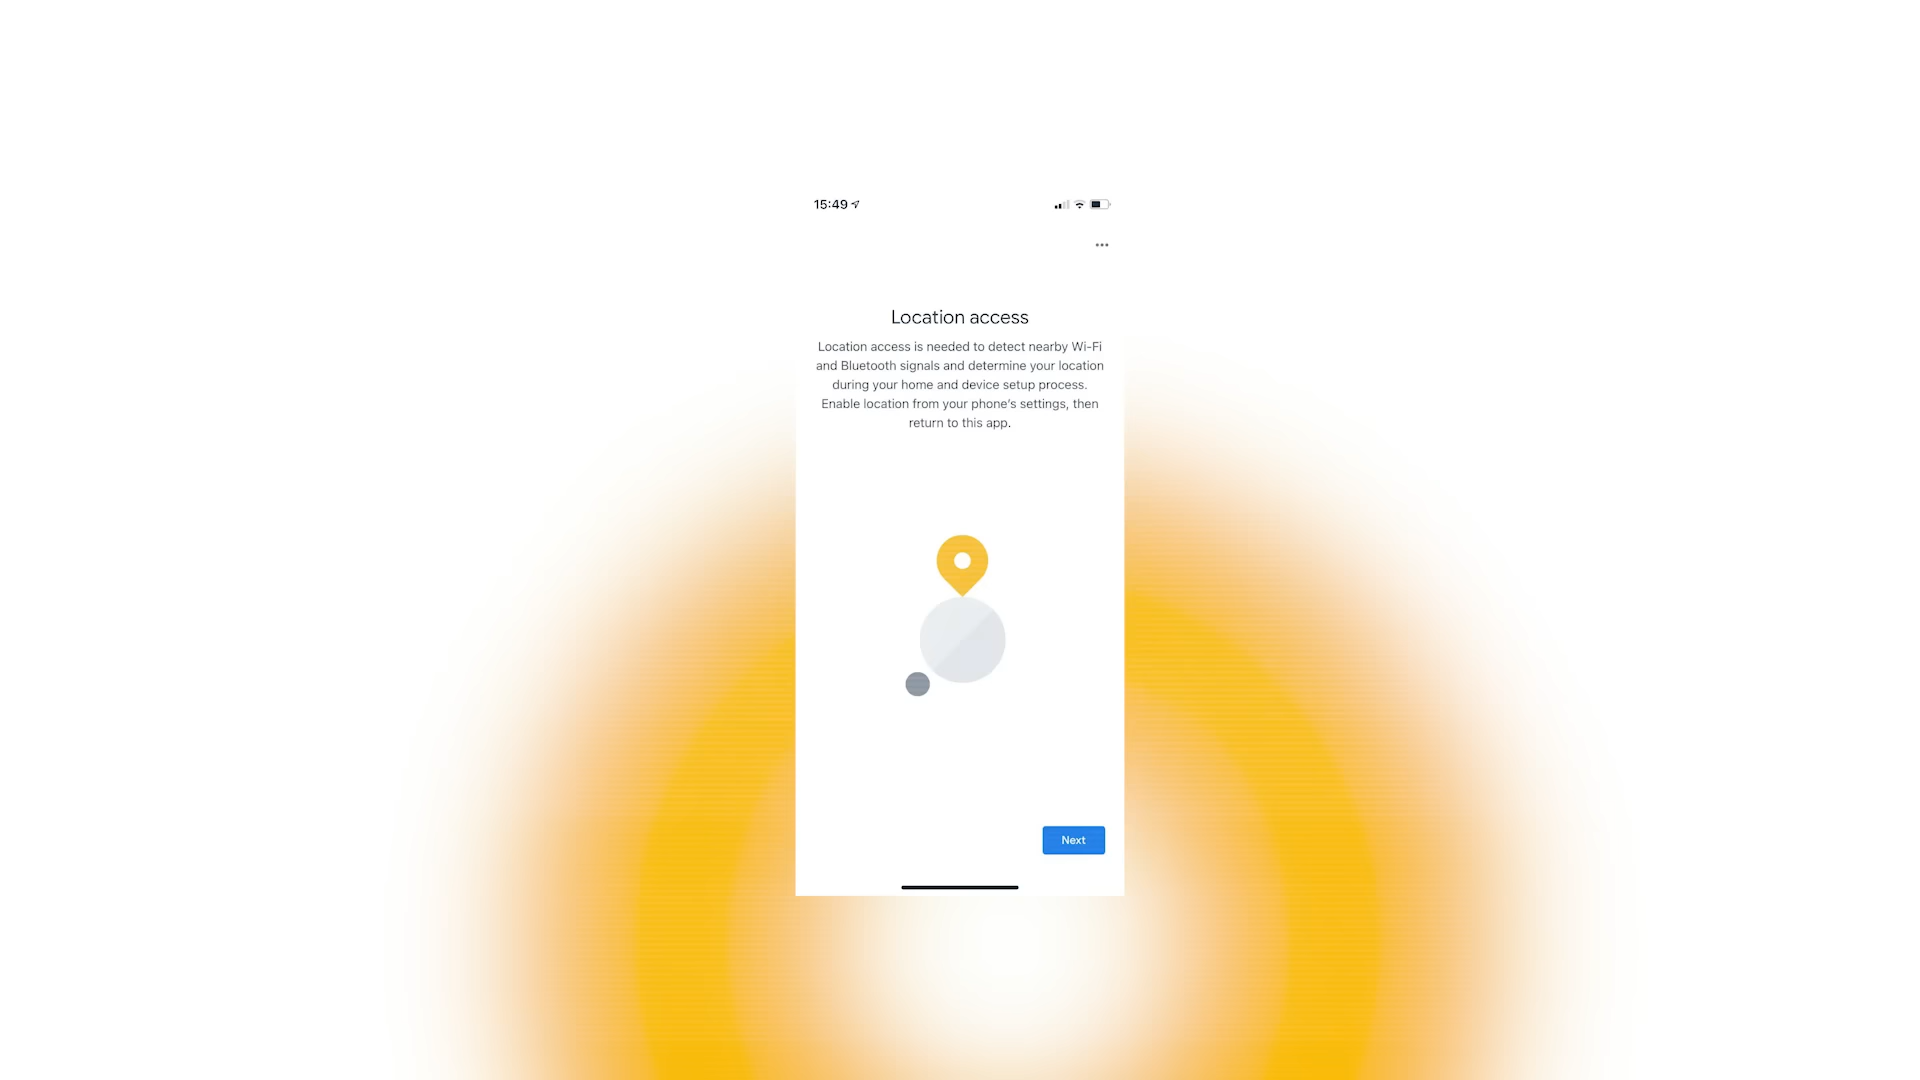 15:49
Location access
Location access is needed to detect nearby Wi-Fi
and Bluetooth signals and determine your location
during your home and device setup process.
Enable location from your phone's settings, then
return to this app.
Next